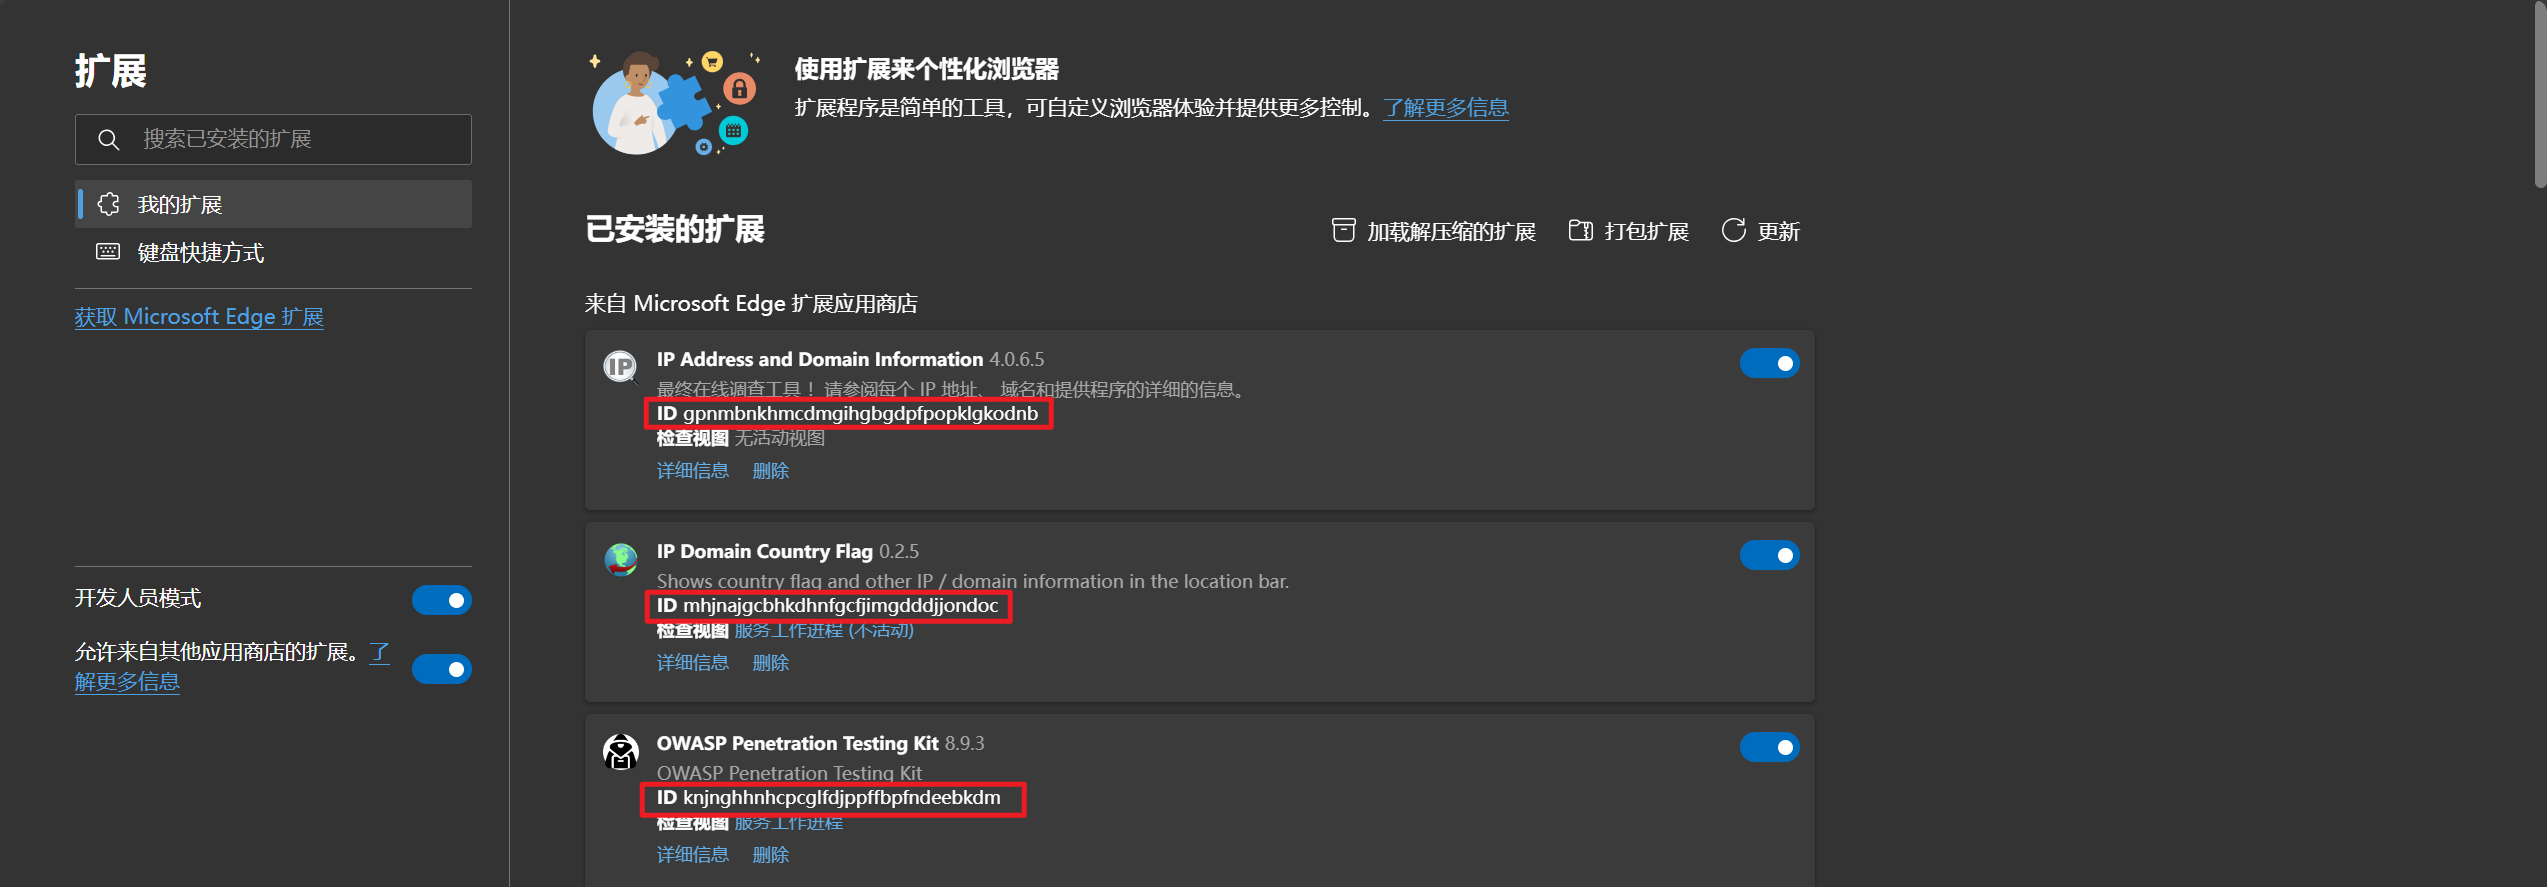 扩展
搜索已安装的扩展
我的扩展
键盘快捷方式
获取 Microsoft Edge 扩展
开发人员模式
允许来自其他应用商店的扩展。了
解更多信息
使用扩展来个性化浏览器
扩展程序是简单的工具，可自定义浏览器体验并提供更多控制。了解更多信息
已安装的扩展
加载解压缩的扩展
打包扩展
更新
来自 Microsoft Edge 扩展应用商店
IP Address and Domain Information 4.0.6.5
最终在线调查工具！请参阅每个 IP 地址、 域名和提供程序的详细的信息。
ID gpnmbnkhmcdmgihgbgdpfpopklgkodnb
检查视图 无活动视图
详细信息 删除
IP Domain Country Flag 0.2.5
Shows country flag and other IP / domain information in the location bar.
ID mhjnajgcbhkdhnfgcfjimgdddjjondoc
检查视图 服务工作进程 (不活动)
详细信息 删除
OWASP Penetration Testing Kit 8.9.3
OWASP Penetration Testing Kit
ID knjnghhnhcpcglfdjppffbpfndeebkdm
检查视图 服务工作进程
详细信息 删除